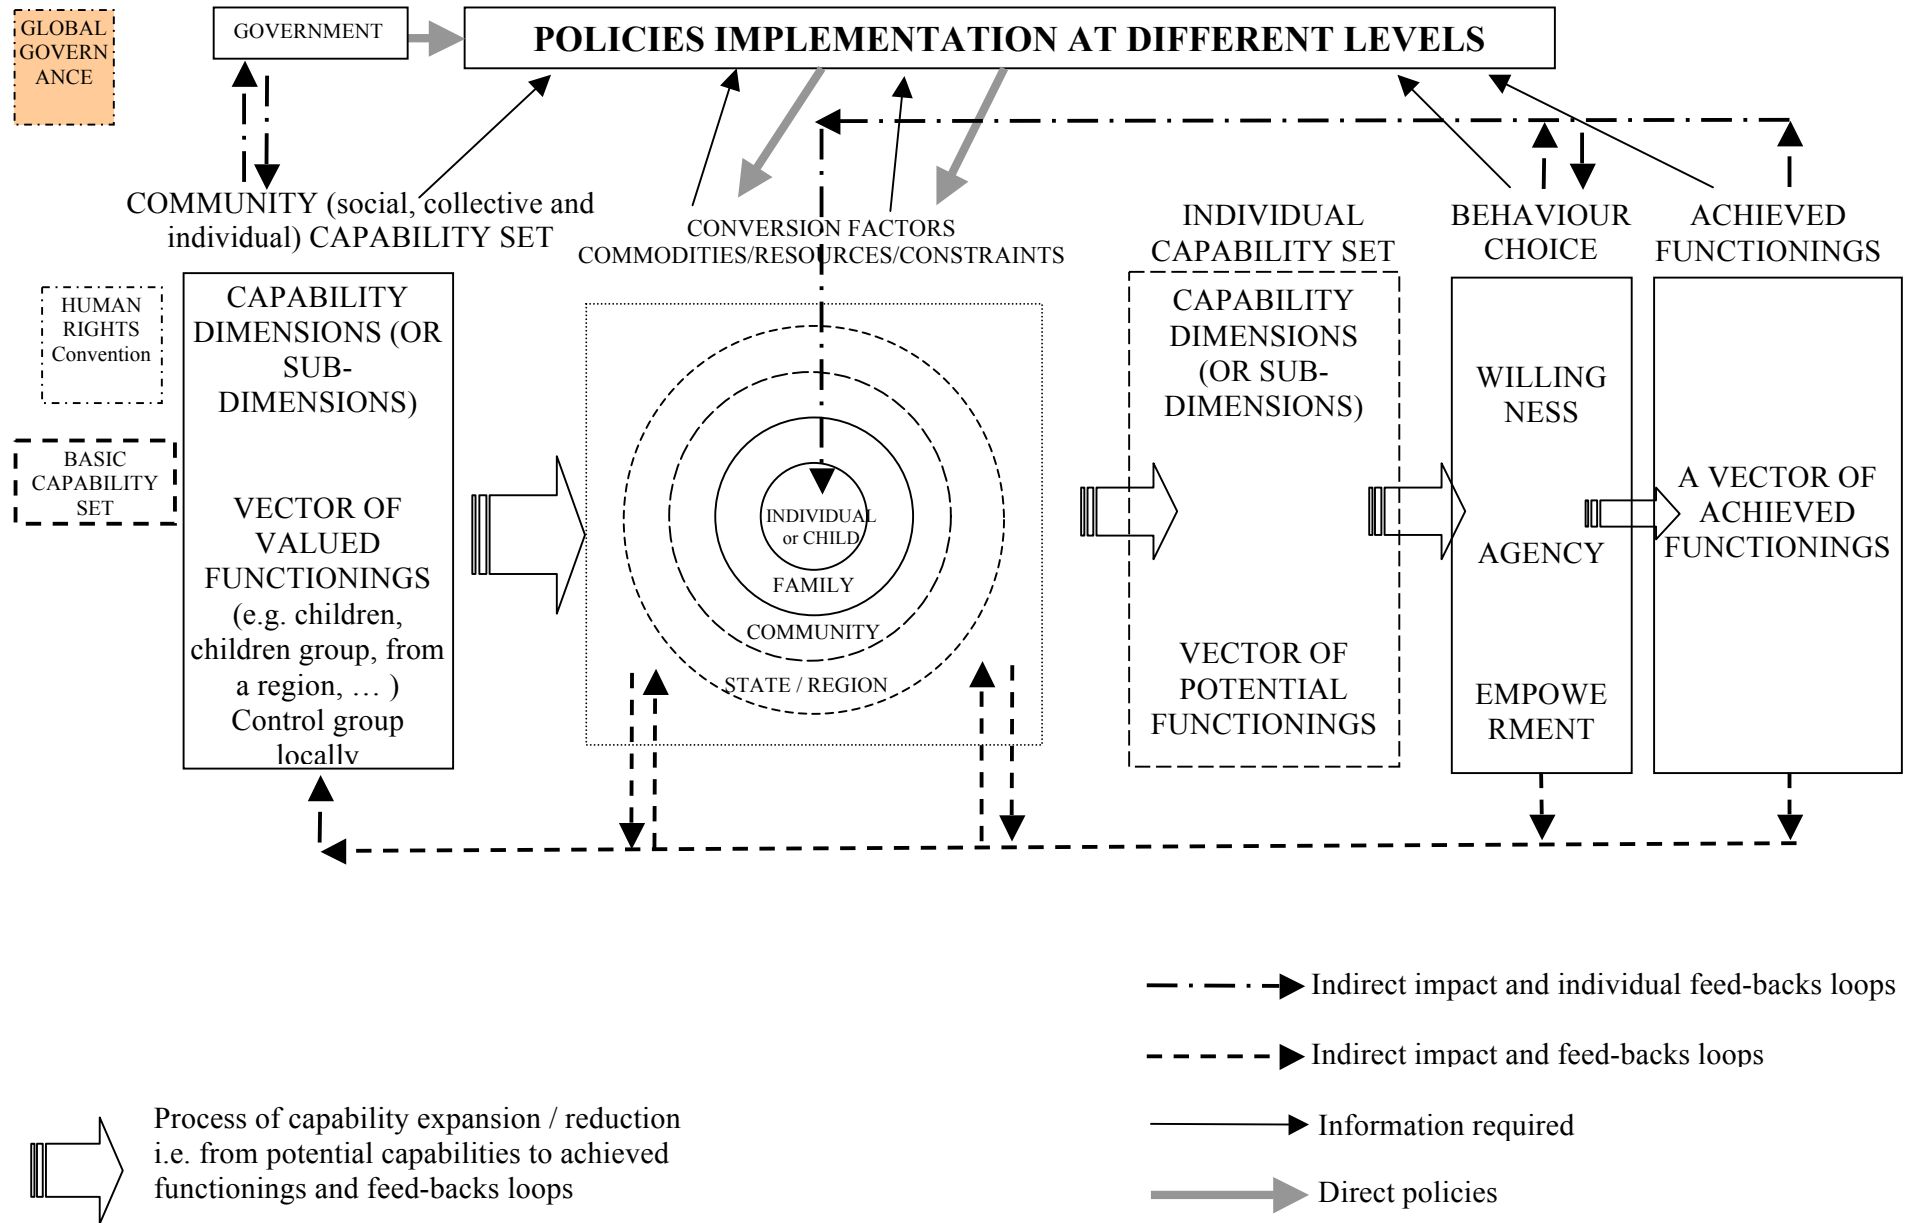 GLOBAL
GOVERN
ANCE
GOVERNMENT
POLICIES IMPLEMENTATION AT DIFFERENT LEVELS
COMMUNITY (social, collective and
individual) CAPABILITY SET
CONVERSION FACTORS
COMMODITIES/RESOURCES/CONSTRAINTS
INDIVIDUAL
CAPABILITY SET
BEHAVIOUR
CHOICE
ACHIEVED
FUNCTIONINGS
HUMAN
RIGHTS
Convention
BASIC
CAPABILITY
SET
CAPABILITY
DIMENSIONS (OR
SUB-
DIMENSIONS)
VECTOR OF
VALUED
FUNCTIONINGS
(e.g. children,
children group, from
a region, … )
Control group
locally
INDIVIDUAL
or CHILD
FAMILY
COMMUNITY
STATE / REGION
CAPABILITY
DIMENSIONS
(OR SUB-
DIMENSIONS)
VECTOR OF
POTENTIAL
FUNCTIONINGS
WILLING
NESS
AGENCY
EMPOWE
RMENT
A VECTOR OF
ACHIEVED
FUNCTIONINGS
Indirect impact and individual feed-backs loops
Indirect impact and feed-backs loops
Information required
Direct policies
Process of capability expansion / reduction
i.e. from potential capabilities to achieved
functionings and feed-backs loops